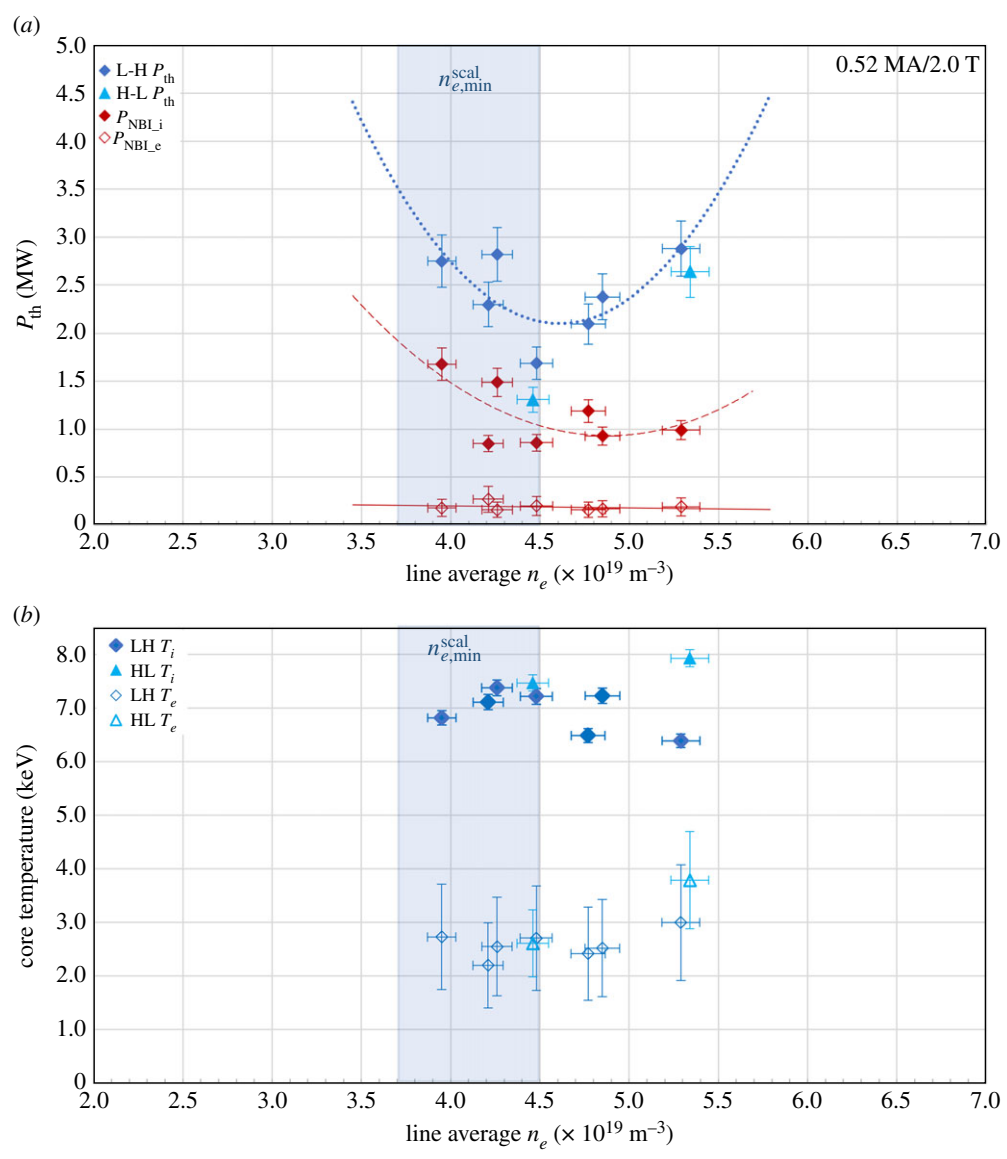 (a)
5.0
4.5
4.0
3.5
3.0
2.5
2.0
1.5
1.0
0.5
0
P_th (MW)
L-H P_th
H-L P_th
P_NBI_i
P_NBI_e
n_e,min^scal
0.52 MA/2.0 T
2.0 2.5 3.0 3.5 4.0 4.5 5.0 5.5 6.0 6.5 7.0
line average n_e (× 10^19 m^−3)
(b)
8.0
7.0
6.0
5.0
4.0
3.0
2.0
1.0
0
core temperature (keV)
LH T_i
HL T_i
LH T_e
HL T_e
n_e,min^scal
2.0 2.5 3.0 3.5 4.0 4.5 5.0 5.5 6.0 6.5 7.0
line average n_e (× 10^19 m^−3)